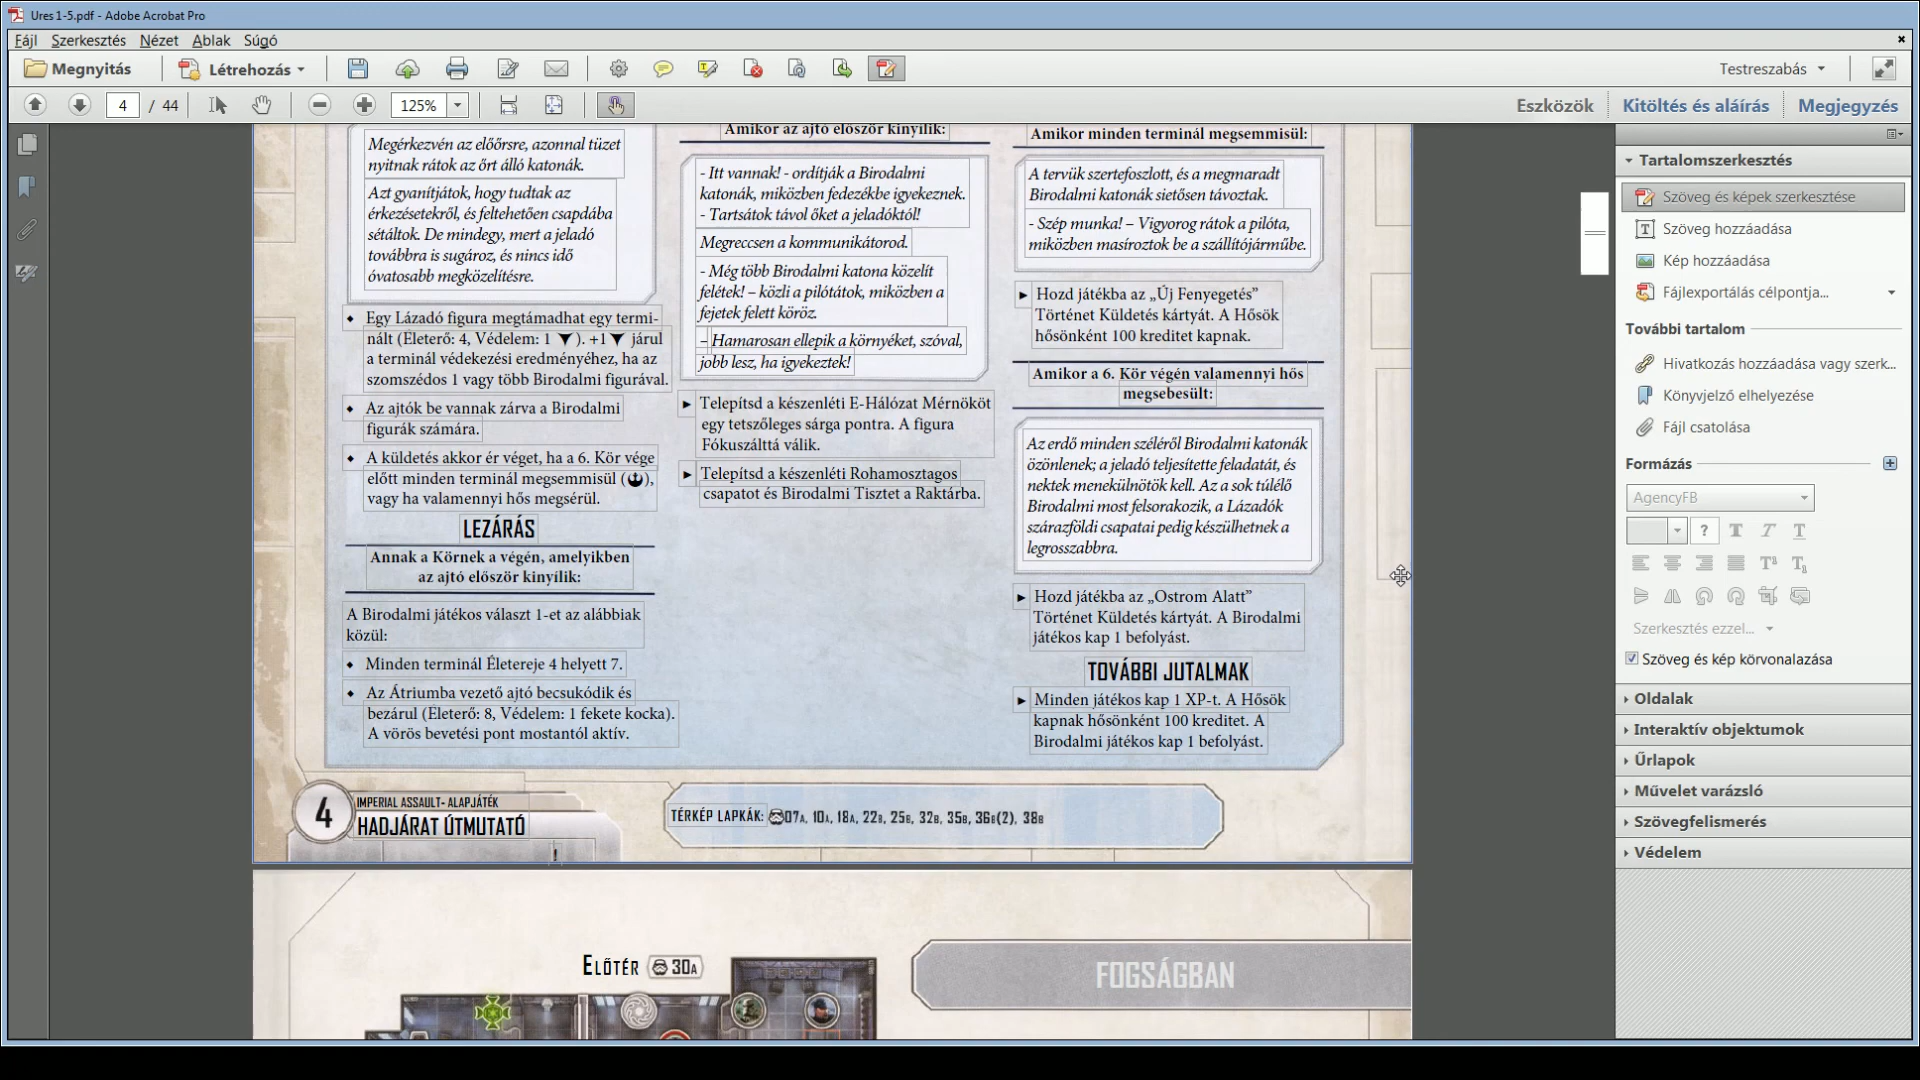 Ures 1-5.pdf - Adobe Acrobat Pro
Fájl Szerkesztés Nézet Ablak Súgó
Megnyitás Létrehozás Testreszabás
4 / 44 125% Eszközök Kitöltés és aláírás Megjegyzés
Megérkezvén az előőrsre, azonnal tüzet
nyitnak rátok az őrt álló katonák.
Azt gyanítjátok, hogy tudtak az
érkezésetekről, és feltehetően csapdába
sétáltok. De mindegy, mert a jeladó
továbbra is sugároz, és nincs idő
óvatosabb megközelítésre.
⬥ Egy Lázadó figura megtámadhat egy termi-
nált (Életerő: 4, Védelem: 1 ). +1 járul
a terminál védekezési eredményéhez, ha az
szomszédos 1 vagy több Birodalmi figurával.
⬥ Az ajtók be vannak zárva a Birodalmi
figurák számára.
⬥ A küldetés akkor ér véget, ha a 6. Kör vége
előtt minden terminál megsemmisül ( ),
vagy ha valamennyi hős megsérül.
LEZÁRÁS
Annak a Körnek a végén, amelyikben
az ajtó először kinyílik:
A Birodalmi játékos választ 1-et az alábbiak
közül:
⬥ Minden terminál Életereje 4 helyett 7.
⬥ Az Átriumba vezető ajtó becsukódik és
bezárul (Életerő: 8, Védelem: 1 fekete kocka).
A vörös bevetési pont mostantól aktív.
Amikor az ajtó először kinyílik:
- Itt vannak! - ordítják a Birodalmi
katonák, miközben fedezékbe igyekeznek.
- Tartsátok távol őket a jeladóktól!
Megreccsen a kommunikátorod.
- Még több Birodalmi katona közelít
felétek! – közli a pilótátok, miközben a
fejetek felett köröz.
– Hamarosan ellepik a környéket, szóval,
jobb lesz, ha igyekeztek!
► Telepítsd a készenléti E-Hálózat Mérnököt
egy tetszőleges sárga pontra. A figura
Fókuszálttá válik.
► Telepítsd a készenléti Rohamosztagos
csapatot és Birodalmi Tisztet a Raktárba.
Amikor minden terminál megsemmisül:
A tervük szertefoszlott, és a megmaradt
Birodalmi katonák sietősen távoztak.
- Szép munka! – Vigyorog rátok a pilóta,
miközben masíroztok be a szállítójárműbe.
► Hozd játékba az „Új Fenyegetés”
Történet Küldetés kártyát. A Hősök
hősönként 100 kreditet kapnak.
Amikor a 6. Kör végén valamennyi hős
megsebesült:
Az erdő minden széléről Birodalmi katonák
özönlenek; a jeladó teljesítette feladatát, és
nektek menekülnötök kell. Az a sok túlélő
Birodalmi most felsorakozik, a Lázadók
szárazföldi csapatai pedig készülhetnek a
legrosszabbra.
► Hozd játékba az „Ostrom Alatt”
Történet Küldetés kártyát. A Birodalmi
játékos kap 1 befolyást.
TOVÁBBI JUTALMAK
► Minden játékos kap 1 XP-t. A Hősök
kapnak hősönként 100 kreditet. A
Birodalmi játékos kap 1 befolyást.
4
IMPERIAL ASSAULT- ALAPJÁTÉK
HADJÁRAT ÚTMUTATÓ
!
TÉRKÉP LAPKÁK: 07A, 10A, 18A, 22B, 25B, 32B, 35B, 36B(2), 38B
ELŐTÉR 30A
FOGSÁGBAN
Tartalomszerkesztés
Szöveg és képek szerkesztése
Szöveg hozzáadása
Kép hozzáadása
Fájlexportálás célpontja...
További tartalom
Hivatkozás hozzáadása vagy szerk...
Könyvjelző elhelyezése
Fájl csatolása
Formázás
AgencyFB
? T T T
T¹ T₁
Szerkesztés ezzel...
Szöveg és kép körvonalazása
Oldalak
Interaktív objektumok
Űrlapok
Művelet varázsló
Szövegfelismerés
Védelem